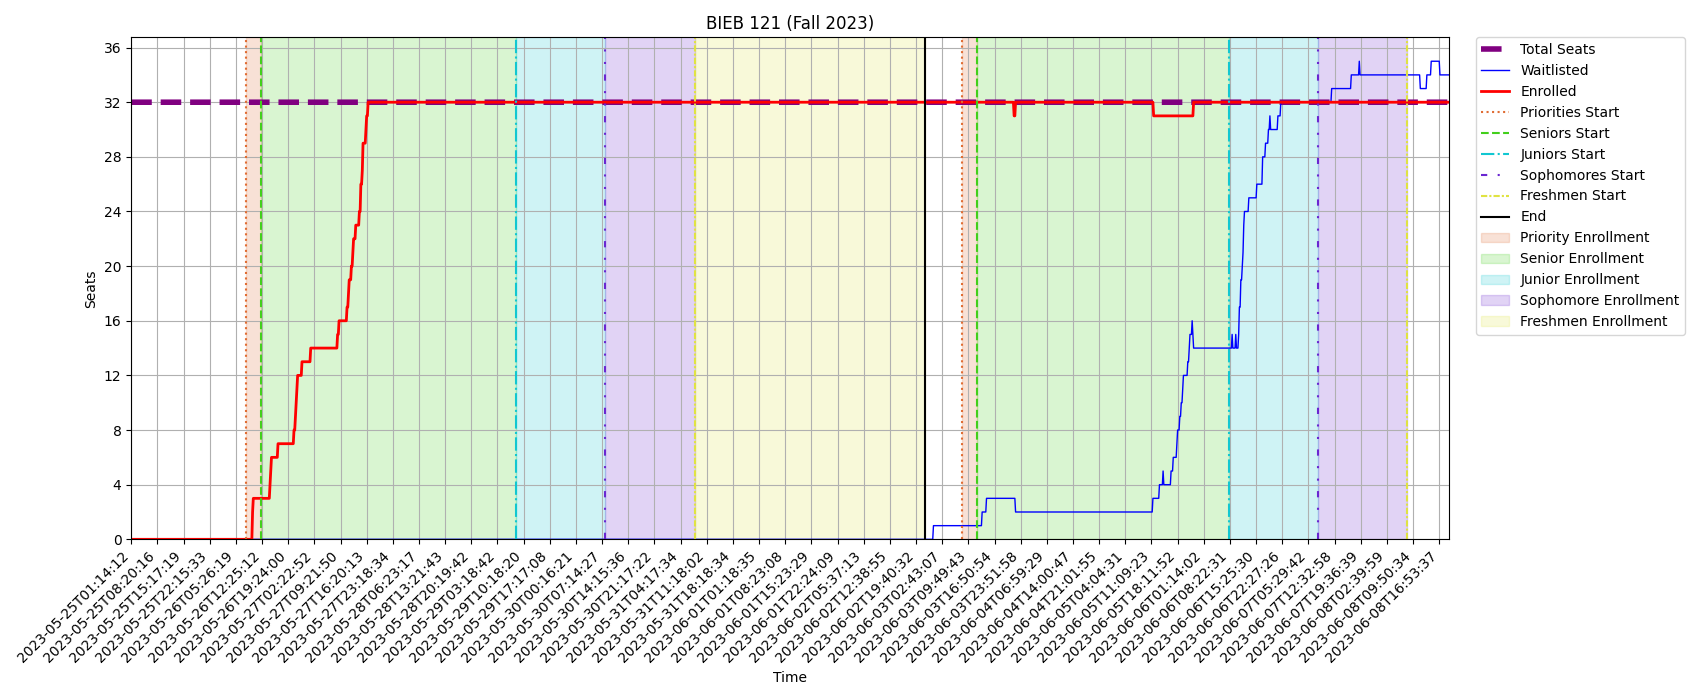 BIEB 121 (Fall 2023)
Seats
36
32
28
24
20
16
12
8
4
0
2023-05-25T01:14:12
2023-05-25T08:20:16
2023-05-25T15:17:19
2023-05-25T22:15:33
2023-05-26T05:26:19
2023-05-26T12:25:12
2023-05-26T19:24:00
2023-05-27T02:22:52
2023-05-27T09:21:50
2023-05-27T16:20:13
2023-05-27T23:18:34
2023-05-28T06:23:17
2023-05-28T13:21:43
2023-05-28T20:19:42
2023-05-29T03:18:42
2023-05-29T10:18:20
2023-05-29T17:17:08
2023-05-30T00:16:21
2023-05-30T07:14:27
2023-05-30T14:15:36
2023-05-30T21:17:22
2023-05-31T04:17:34
2023-05-31T11:18:02
2023-05-31T18:18:34
2023-06-01T01:18:35
2023-06-01T08:23:08
2023-06-01T15:23:29
2023-06-01T22:24:09
2023-06-02T05:37:13
2023-06-02T12:38:55
2023-06-02T19:40:32
2023-06-03T02:43:07
2023-06-03T09:49:43
2023-06-03T16:50:54
2023-06-03T23:51:58
2023-06-04T06:59:29
2023-06-04T14:00:47
2023-06-04T21:01:55
2023-06-05T04:04:31
2023-06-05T11:09:23
2023-06-05T18:11:52
2023-06-06T01:14:02
2023-06-06T08:22:31
2023-06-06T15:25:30
2023-06-06T22:27:26
2023-06-07T05:29:42
2023-06-07T12:32:58
2023-06-07T19:36:39
2023-06-08T02:39:59
2023-06-08T09:50:34
2023-06-08T16:53:37
Time
Total Seats
Waitlisted
Enrolled
Priorities Start
Seniors Start
Juniors Start
Sophomores Start
Freshmen Start
End
Priority Enrollment
Senior Enrollment
Junior Enrollment
Sophomore Enrollment
Freshmen Enrollment